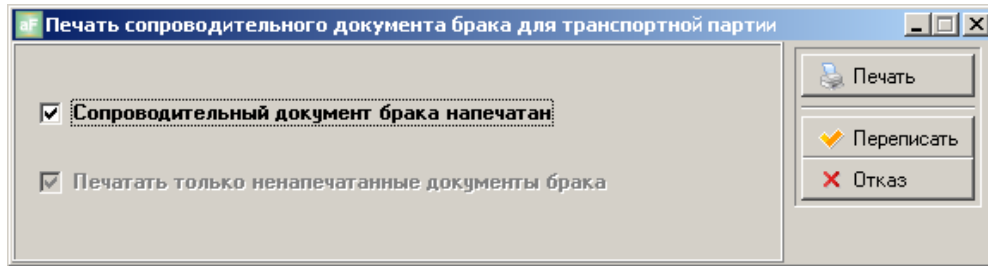 aF Печать сопроводительного документа брака для транспортной партии
Печать
Сопроводительный документ брака напечатан
Переписать
Печатать только ненапечатанные документы брака
Отказ